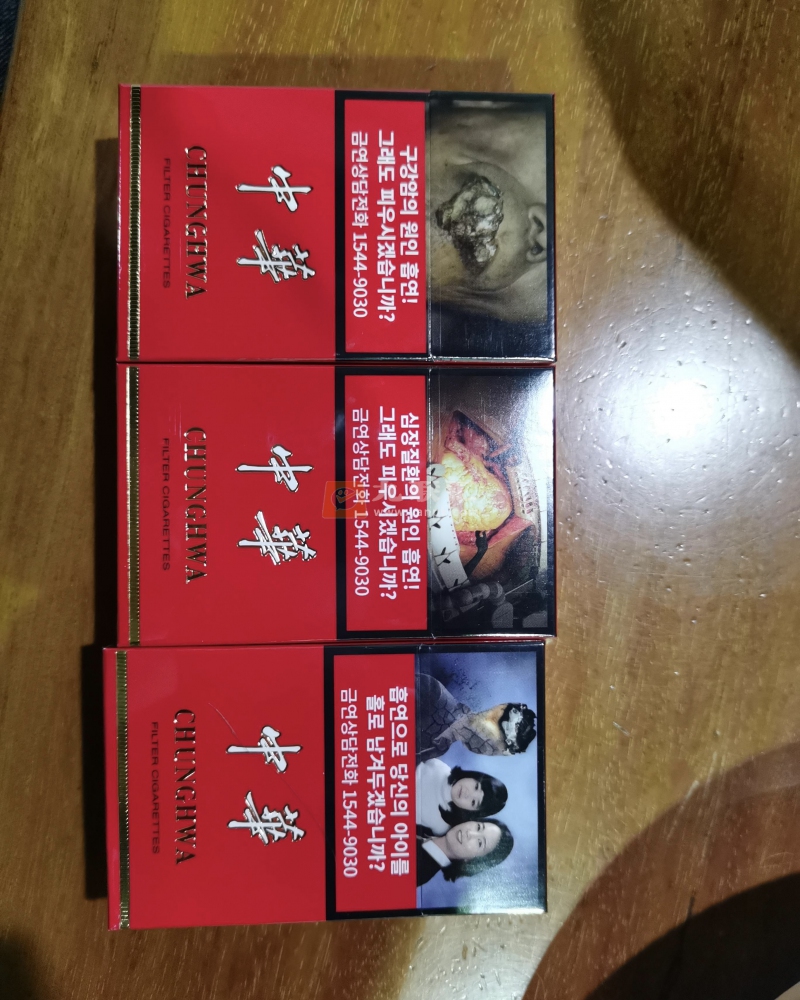 구강암의 원인 흡연!
그래도 피우시겠습니까?
금연상담전화 1544-9030
中華
CHUNGHWA
FILTER CIGARETTES
심장질환의 원인 흡연!
그래도 피우시겠습니까?
금연상담전화 1544-9030
中華
CHUNGHWA
FILTER CIGARETTES
흡연으로 당신의 아이를
홀로 남겨두겠습니까?
금연상담전화 1544-9030
中華
CHUNGHWA
FILTER CIGARETTES